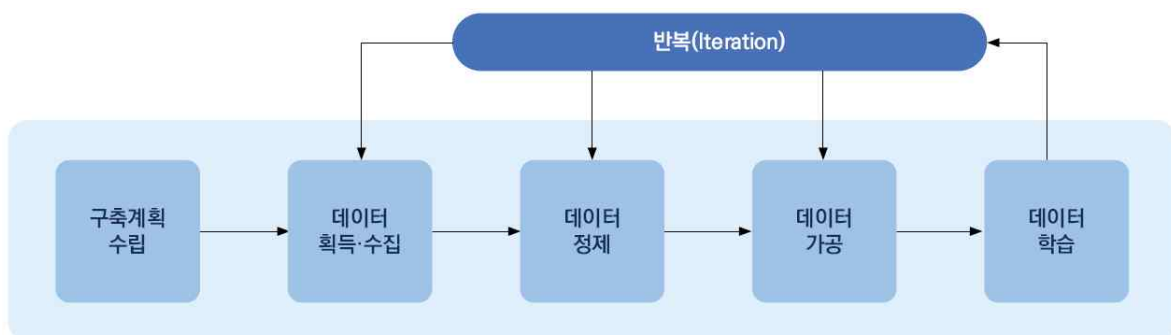 반복(Iteration)
구축계획
수립
데이터
획득·수집
데이터
정제
데이터
가공
데이터
학습